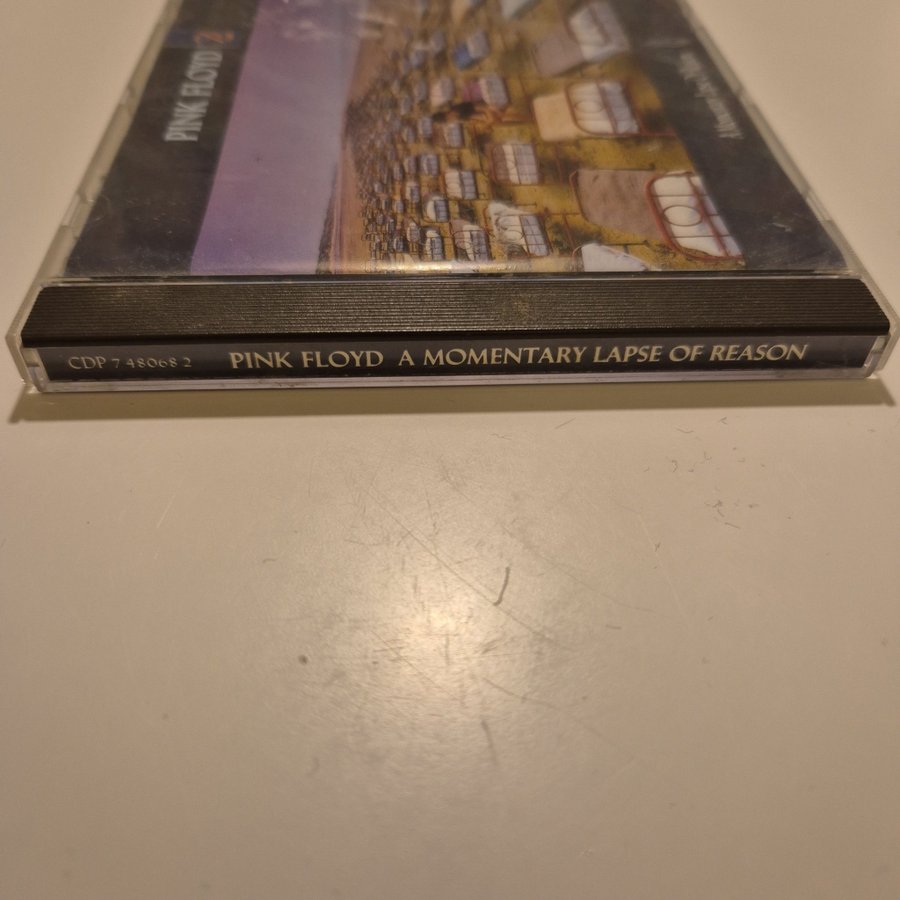 PINK FLOYD
CDP 7 48068 2 PINK FLOYD A MOMENTARY LAPSE OF REASON